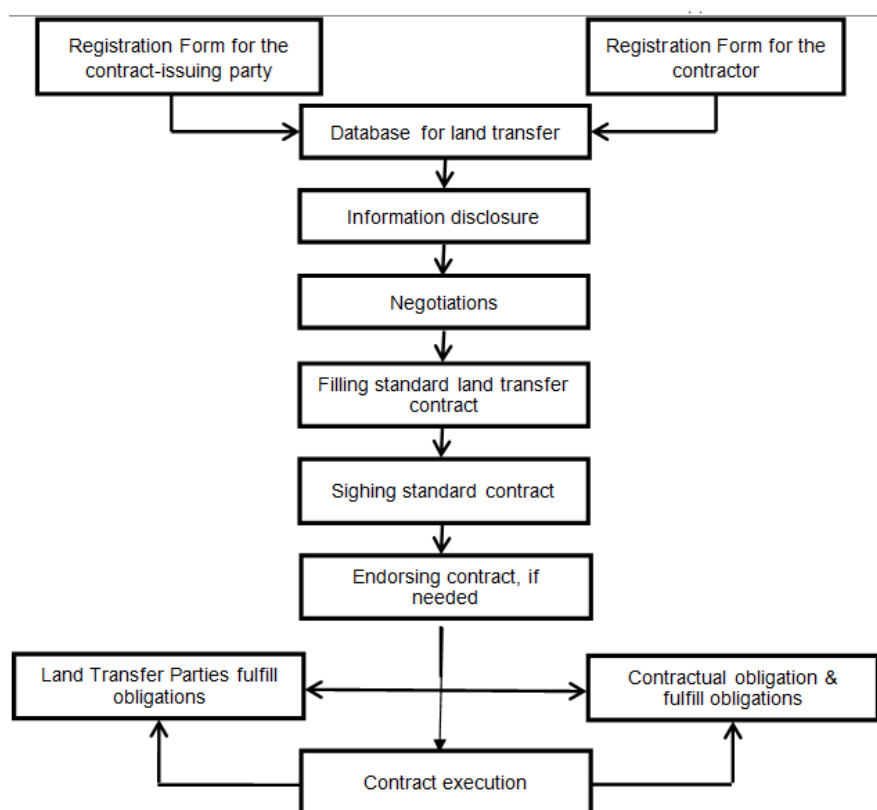 Registration Form for the
contract-issuing party
Registration Form for the
contractor
Database for land transfer
Information disclosure
Negotiations
Filling standard land transfer
contract
Sighing standard contract
Endorsing contract, if
needed
Land Transfer Parties fulfill
obligations
Contractual obligation &
fulfill obligations
Contract execution